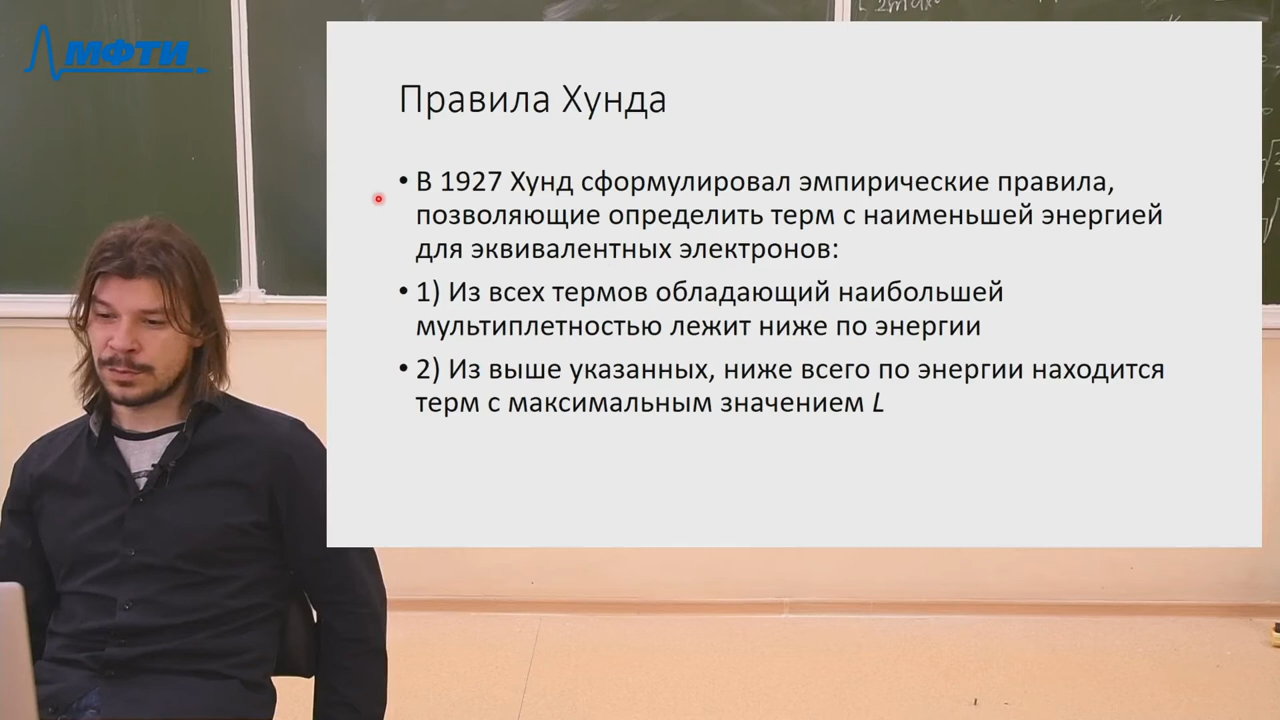 МФТИ
Правила Хунда
• В 1927 Хунд сформулировал эмпирические правила,
позволяющие определить терм с наименьшей энергией
для эквивалентных электронов:
• 1) Из всех термов обладающий наибольшей
мультиплетностью лежит ниже по энергии
• 2) Из выше указанных, ниже всего по энергии находится
терм с максимальным значением L